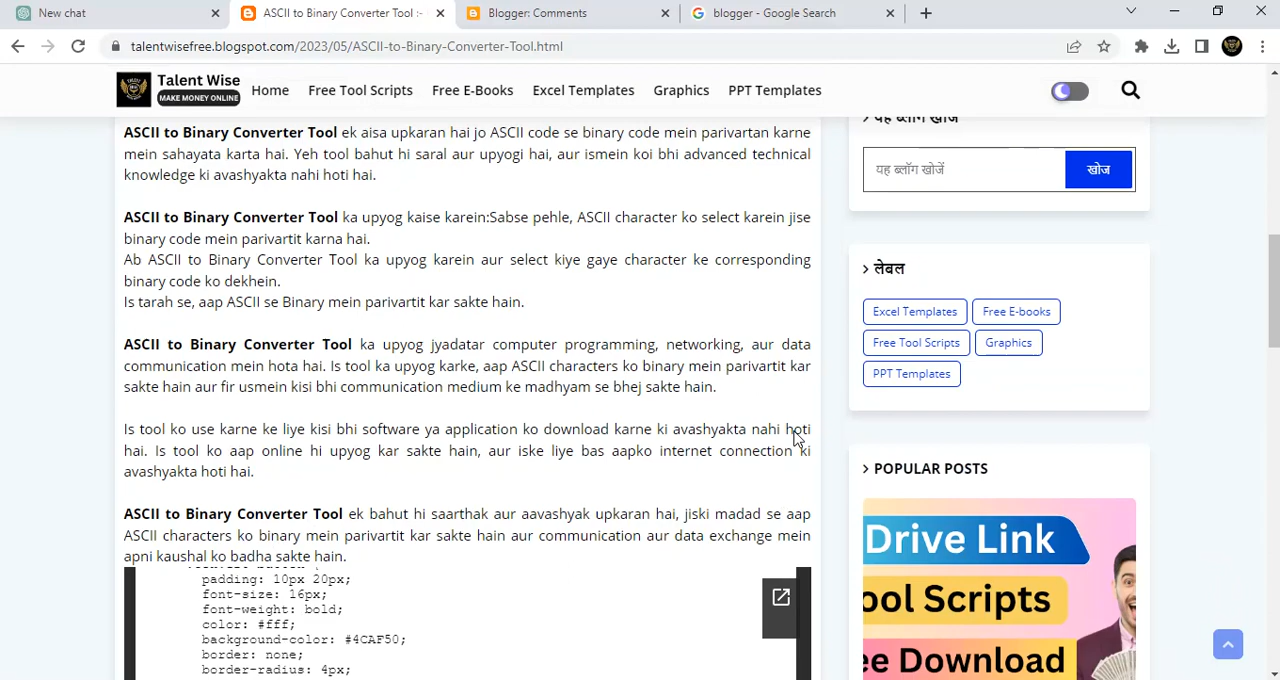 New chat
ASCII to Binary Converter Tool :-
Blogger: Comments
blogger - Google Search
talentwisefree.blogspot.com/2023/05/ASCII-to-Binary-Converter-Tool.html
Talent Wise
MAKE MONEY ONLINE
Home
Free Tool Scripts
Free E-Books
Excel Templates
Graphics
PPT Templates
ASCII to Binary Converter Tool ek aisa upkaran hai jo ASCII code se binary code mein parivartan karne
mein sahayata karta hai. Yeh tool bahut hi saral aur upyogi hai, aur ismein koi bhi advanced technical
knowledge ki avashyakta nahi hoti hai.
ASCII to Binary Converter Tool ka upyog kaise karein:Sabse pehle, ASCII character ko select karein jise
binary code mein parivartit karna hai.
Ab ASCII to Binary Converter Tool ka upyog karein aur select kiye gaye character ke corresponding
binary code ko dekhein.
Is tarah se, aap ASCII se Binary mein parivartit kar sakte hain.
ASCII to Binary Converter Tool ka upyog jyadatar computer programming, networking, aur data
communication mein hota hai. Is tool ka upyog karke, aap ASCII characters ko binary mein parivartit kar
sakte hain aur fir usmein kisi bhi communication medium ke madhyam se bhej sakte hain.
Is tool ko use karne ke liye kisi bhi software ya application ko download karne ki avashyakta nahi hoti
hai. Is tool ko aap online hi upyog kar sakte hain, aur iske liye bas aapko internet connection ki
avashyakta hoti hai.
ASCII to Binary Converter Tool ek bahut hi saarthak aur aavashyak upkaran hai, jiski madad se aap
ASCII characters ko binary mein parivartit kar sakte hain aur communication aur data exchange mein
apni kaushal ko badha sakte hain.
padding: 10px 20px;
font-size: 16px;
font-weight: bold;
color: #fff;
background-color: #4CAF50;
border: none;
border-radius: 4px;
यह ब्लॉग खोजें
यह ब्लॉग खोजें
खोज
लेबल
Excel Templates
Free E-books
Free Tool Scripts
Graphics
PPT Templates
POPULAR POSTS
Drive Link
ool Scripts
ee Download